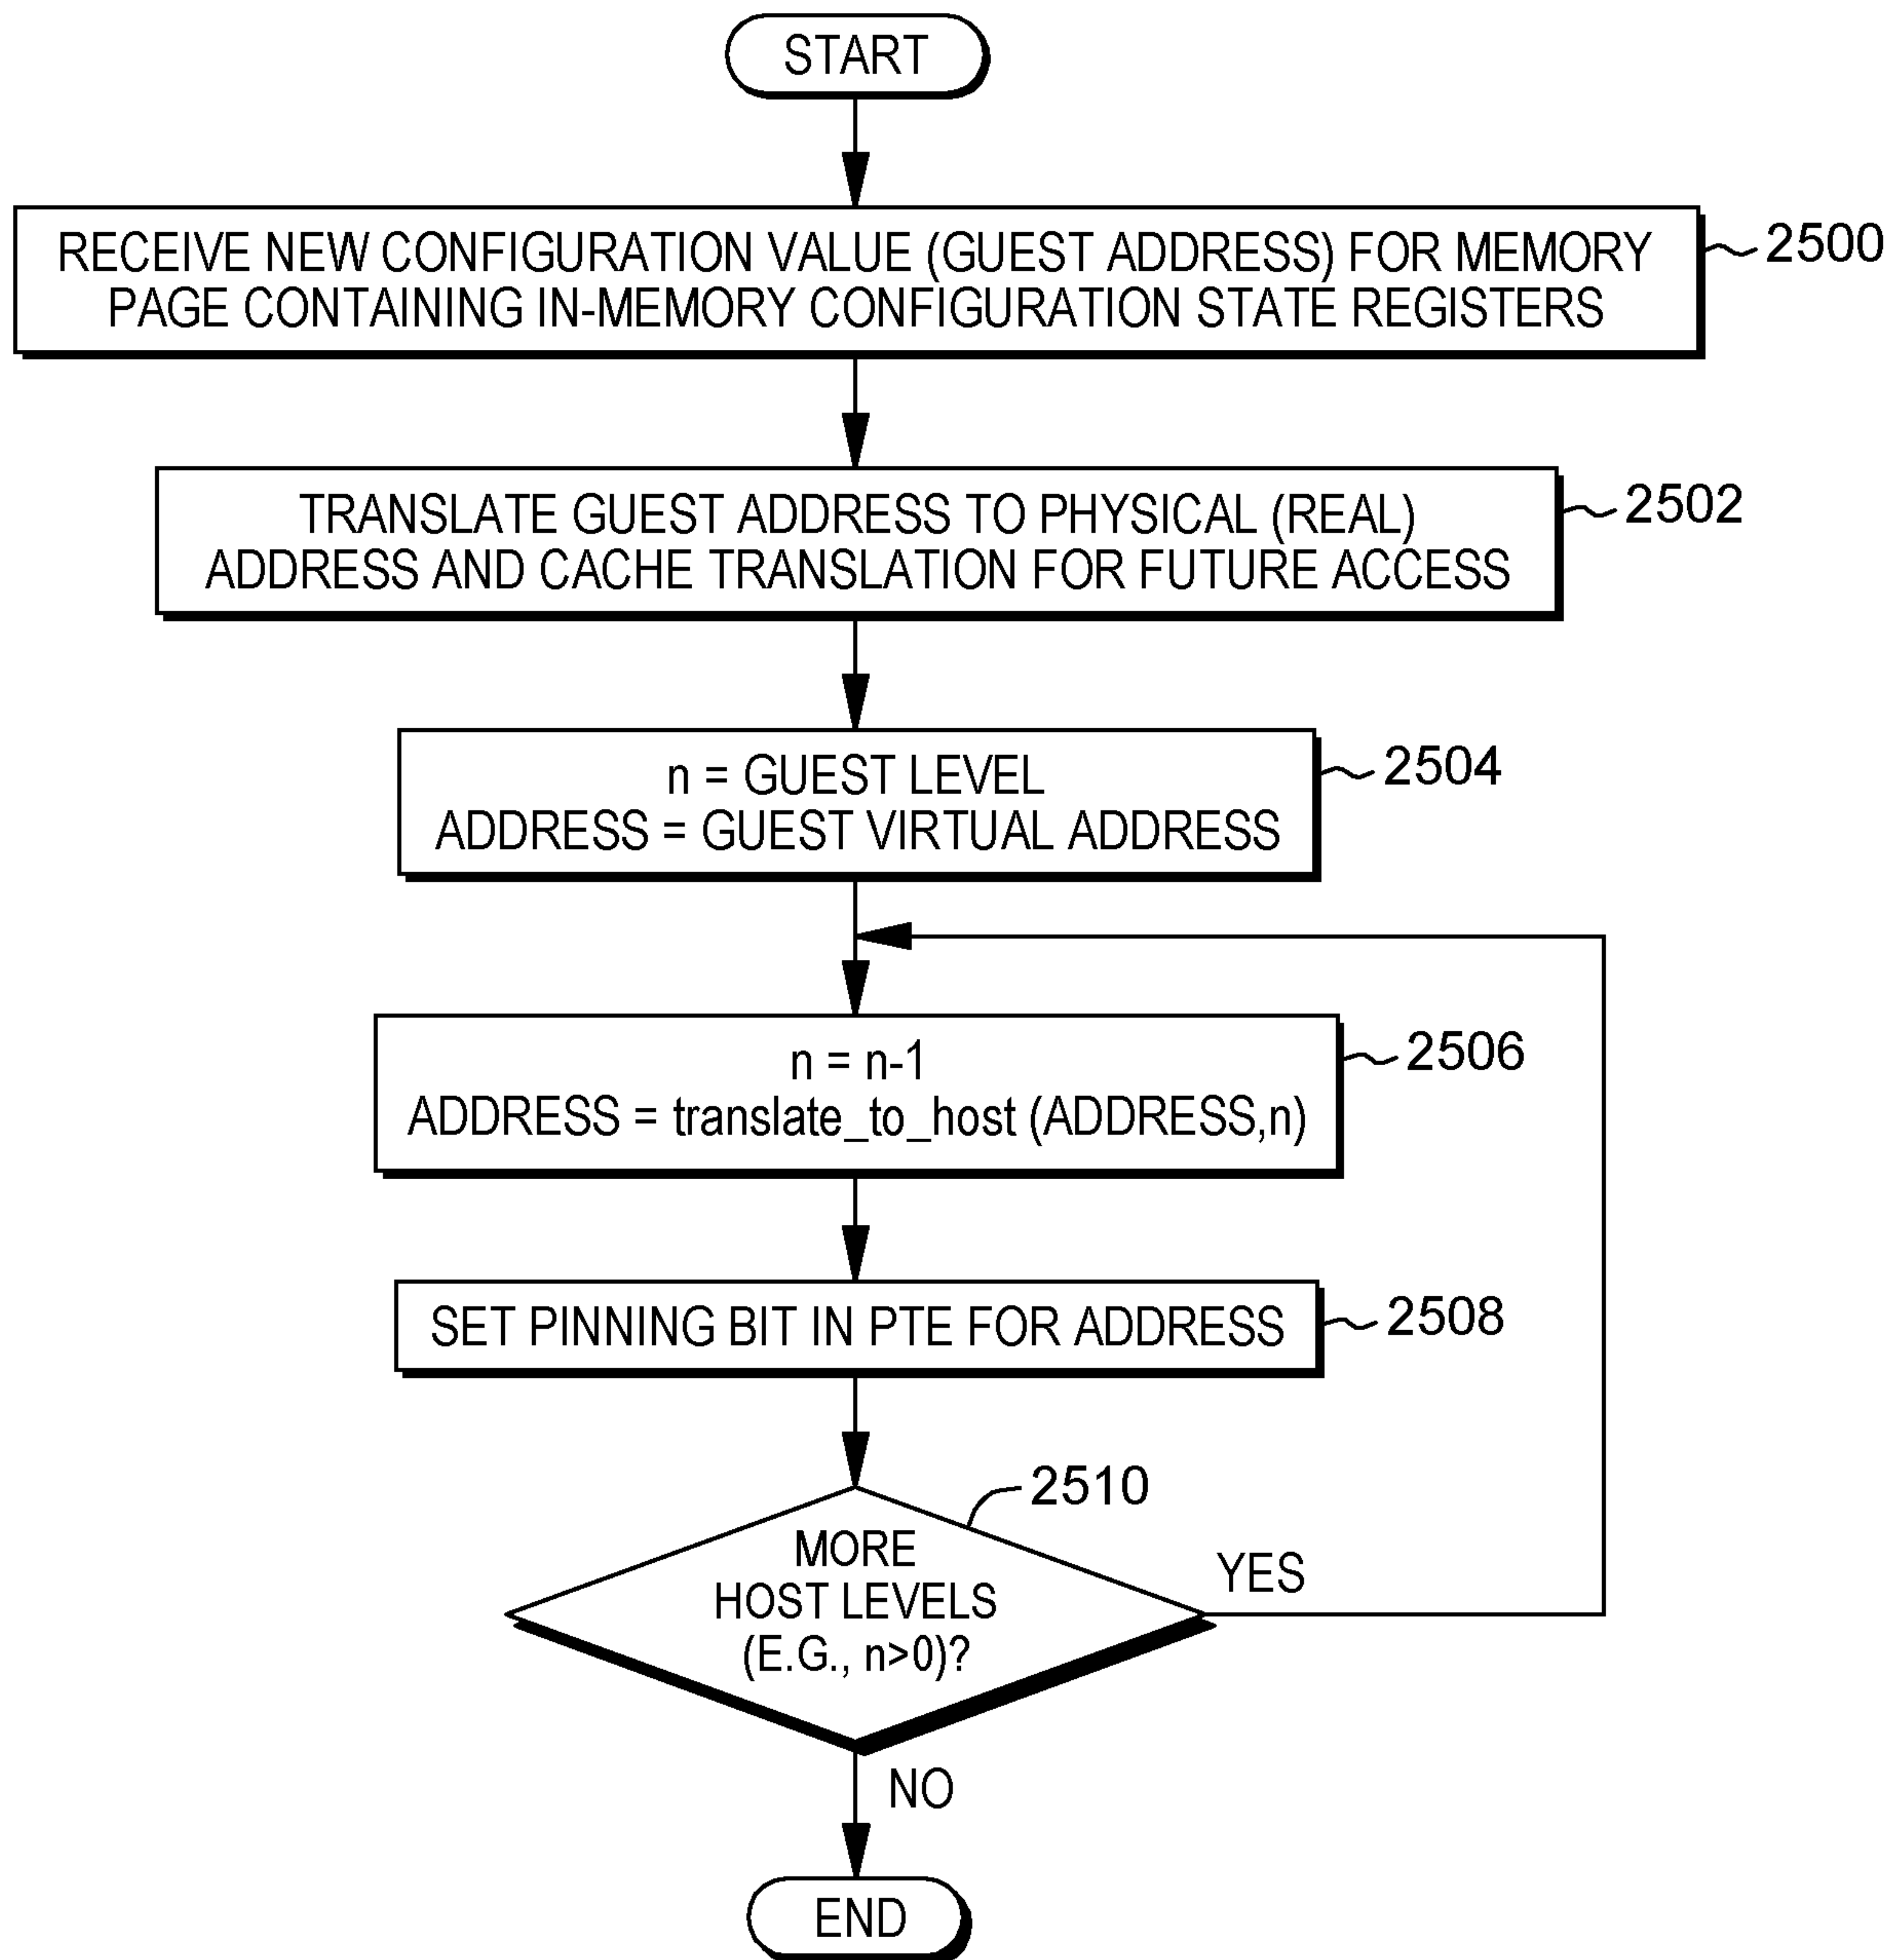 START
RECEIVE NEW CONFIGURATION VALUE (GUEST ADDRESS) FOR MEMORY
PAGE CONTAINING IN-MEMORY CONFIGURATION STATE REGISTERS
2500
TRANSLATE GUEST ADDRESS TO PHYSICAL (REAL)
ADDRESS AND CACHE TRANSLATION FOR FUTURE ACCESS
2502
n = GUEST LEVEL
ADDRESS = GUEST VIRTUAL ADDRESS
2504
n = n-1
ADDRESS = translate_to_host (ADDRESS,n)
2506
SET PINNING BIT IN PTE FOR ADDRESS
2508
2510
MORE
HOST LEVELS
(E.G., n>0)?
YES
NO
END